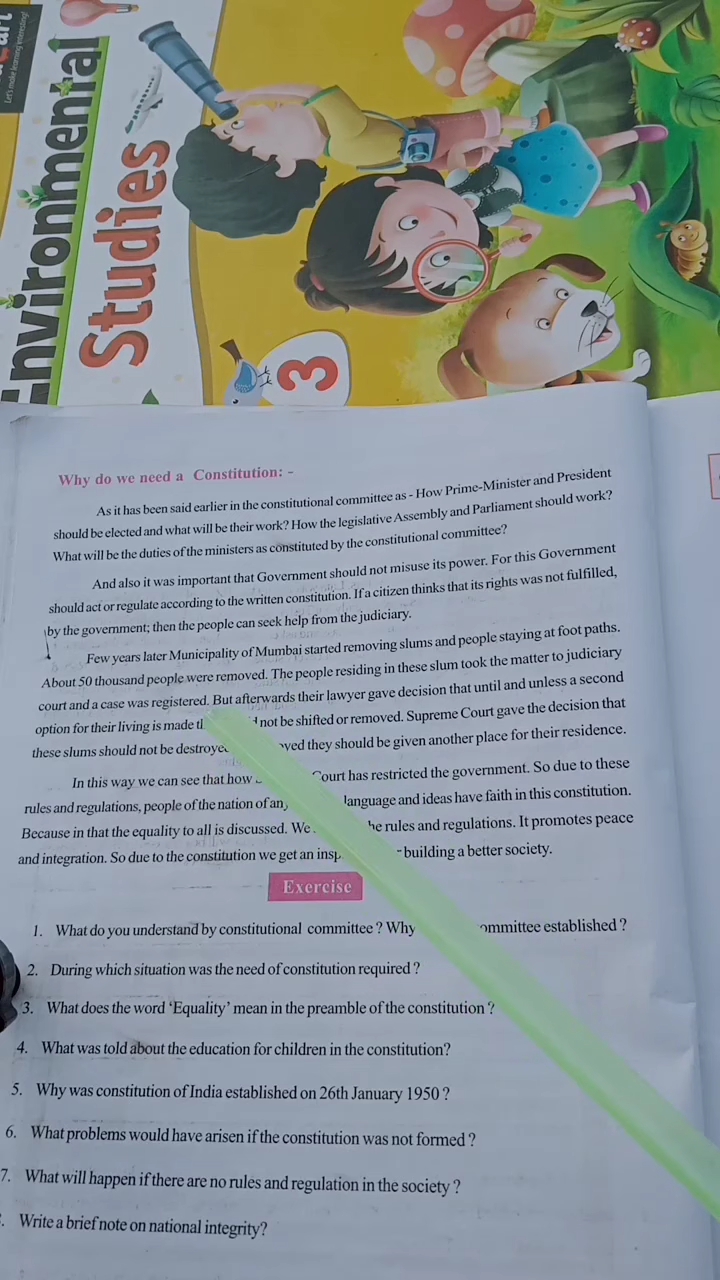 art
Let's make learning interesting!
Environmental
Studies
3
Why do we need a Constitution: -
As it has been said earlier in the constitutional committee as - How Prime-Minister and President
should be elected and what will be their work? How the legislative Assembly and Parliament should work?
What will be the duties of the ministers as constituted by the constitutional committee?
And also it was important that Government should not misuse its power. For this Government
should act or regulate according to the written constitution. If a citizen thinks that its rights was not fulfilled,
by the government; then the people can seek help from the judiciary.
Few years later Municipality of Mumbai started removing slums and people staying at foot paths.
About 50 thousand people were removed. The people residing in these slum took the matter to judiciary
court and a case was registered. But afterwards their lawyer gave decision that until and unless a second
option for their living is made not be shifted or removed. Supreme Court gave the decision that
these slums should not be they should be given another place for their residence.
In this way we can see that how Court has restricted the government. So due to these
rules and regulations, people of the nation of language and ideas have faith in this constitution.
Because in that the equality to all is discussed. We rules and regulations. It promotes peace
and integration. So due to the constitution we get an building a better society.
Exercise
1. What do you understand by constitutional committee ? Why committee established ?
2. During which situation was the need of constitution required ?
3. What does the word ‘Equality’ mean in the preamble of the constitution ?
4. What was told about the education for children in the constitution?
5. Why was constitution of India established on 26th January 1950 ?
6. What problems would have arisen if the constitution was not formed ?
7. What will happen if there are no rules and regulation in the society ?
Write a brief note on national integrity?